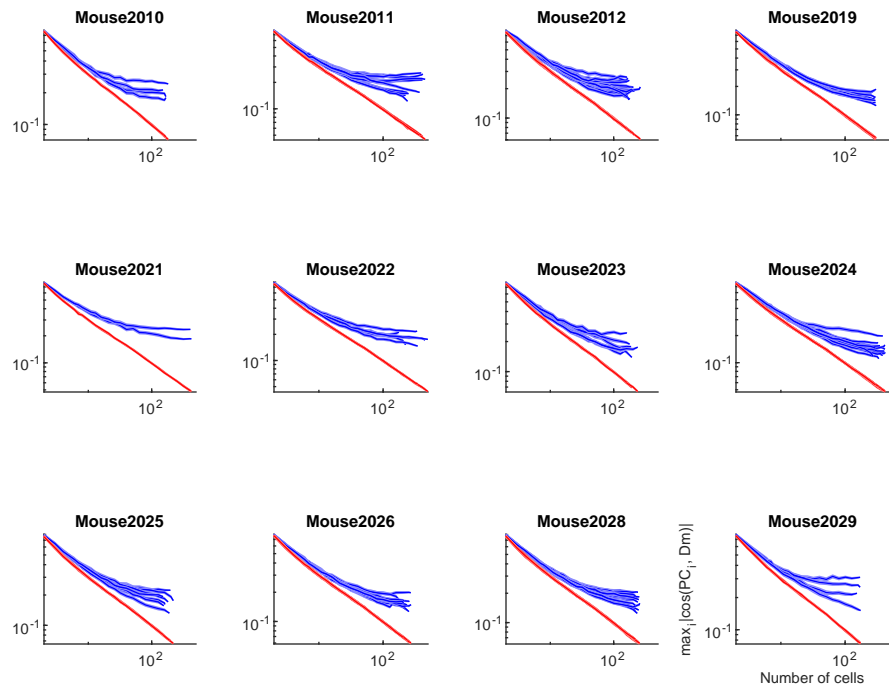 Mouse2010
Mouse2011
Mouse2012
Mouse2019
10^-1
10^2
10^-1
10^2
10^-1
10^2
10^-1
10^2
Mouse2021
Mouse2022
Mouse2023
Mouse2024
10^-1
10^2
10^-1
10^2
10^-1
10^2
10^-1
10^2
Mouse2025
Mouse2026
Mouse2028
Mouse2029
10^-1
10^2
10^-1
10^2
10^-1
10^2
max_i|cos(PC_i, Dm)|
10^-1
10^2
Number of cells